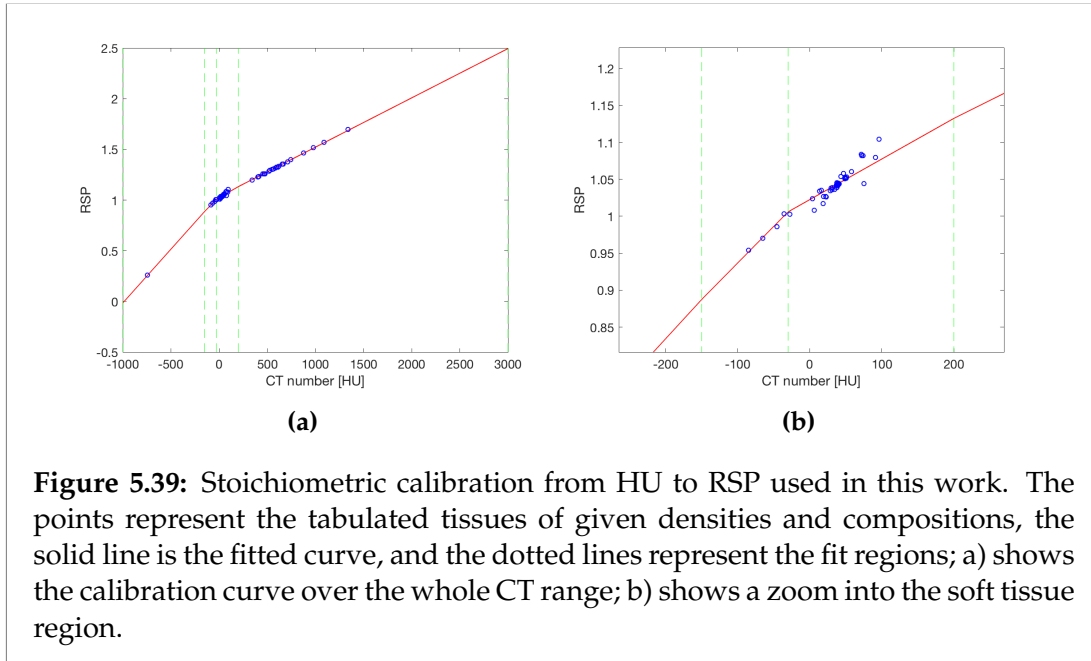 2.5
2
1.5
1
0.5
0
-0.5
RSP
-1000 -500 0 500 1000 1500 2000 2500 3000
CT number [HU]
(a)
1.2
1.15
1.1
1.05
1
0.95
0.9
0.85
RSP
-200 -100 0 100 200
CT number [HU]
(b)
Figure 5.39: Stoichiometric calibration from HU to RSP used in this work. The
points represent the tabulated tissues of given densities and compositions, the
solid line is the fitted curve, and the dotted lines represent the fit regions; a) shows
the calibration curve over the whole CT range; b) shows a zoom into the soft tissue
region.